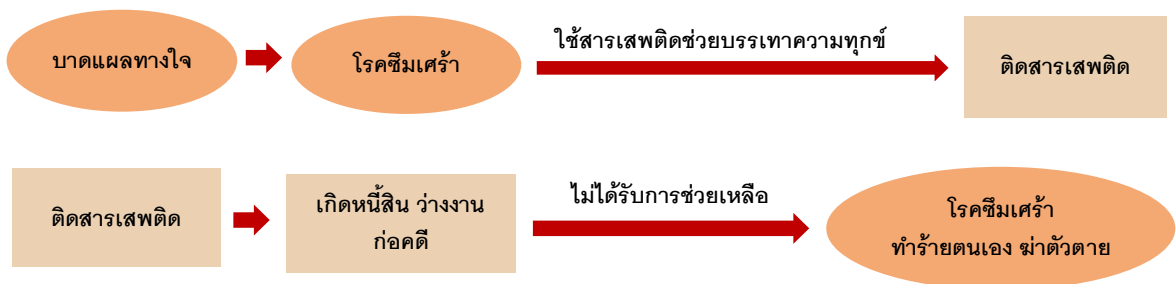 บาดแผลทางใจ
โรคซึมเศร้า
ใช้สารเสพติดช่วยบรรเทาความทุกข์
ติดสารเสพติด
ติดสารเสพติด
เกิดหนี้สิน ว่างงาน
ก่อคดี
ไม่ได้รับการช่วยเหลือ
โรคซึมเศร้า
ทำร้ายตนเอง ฆ่าตัวตาย